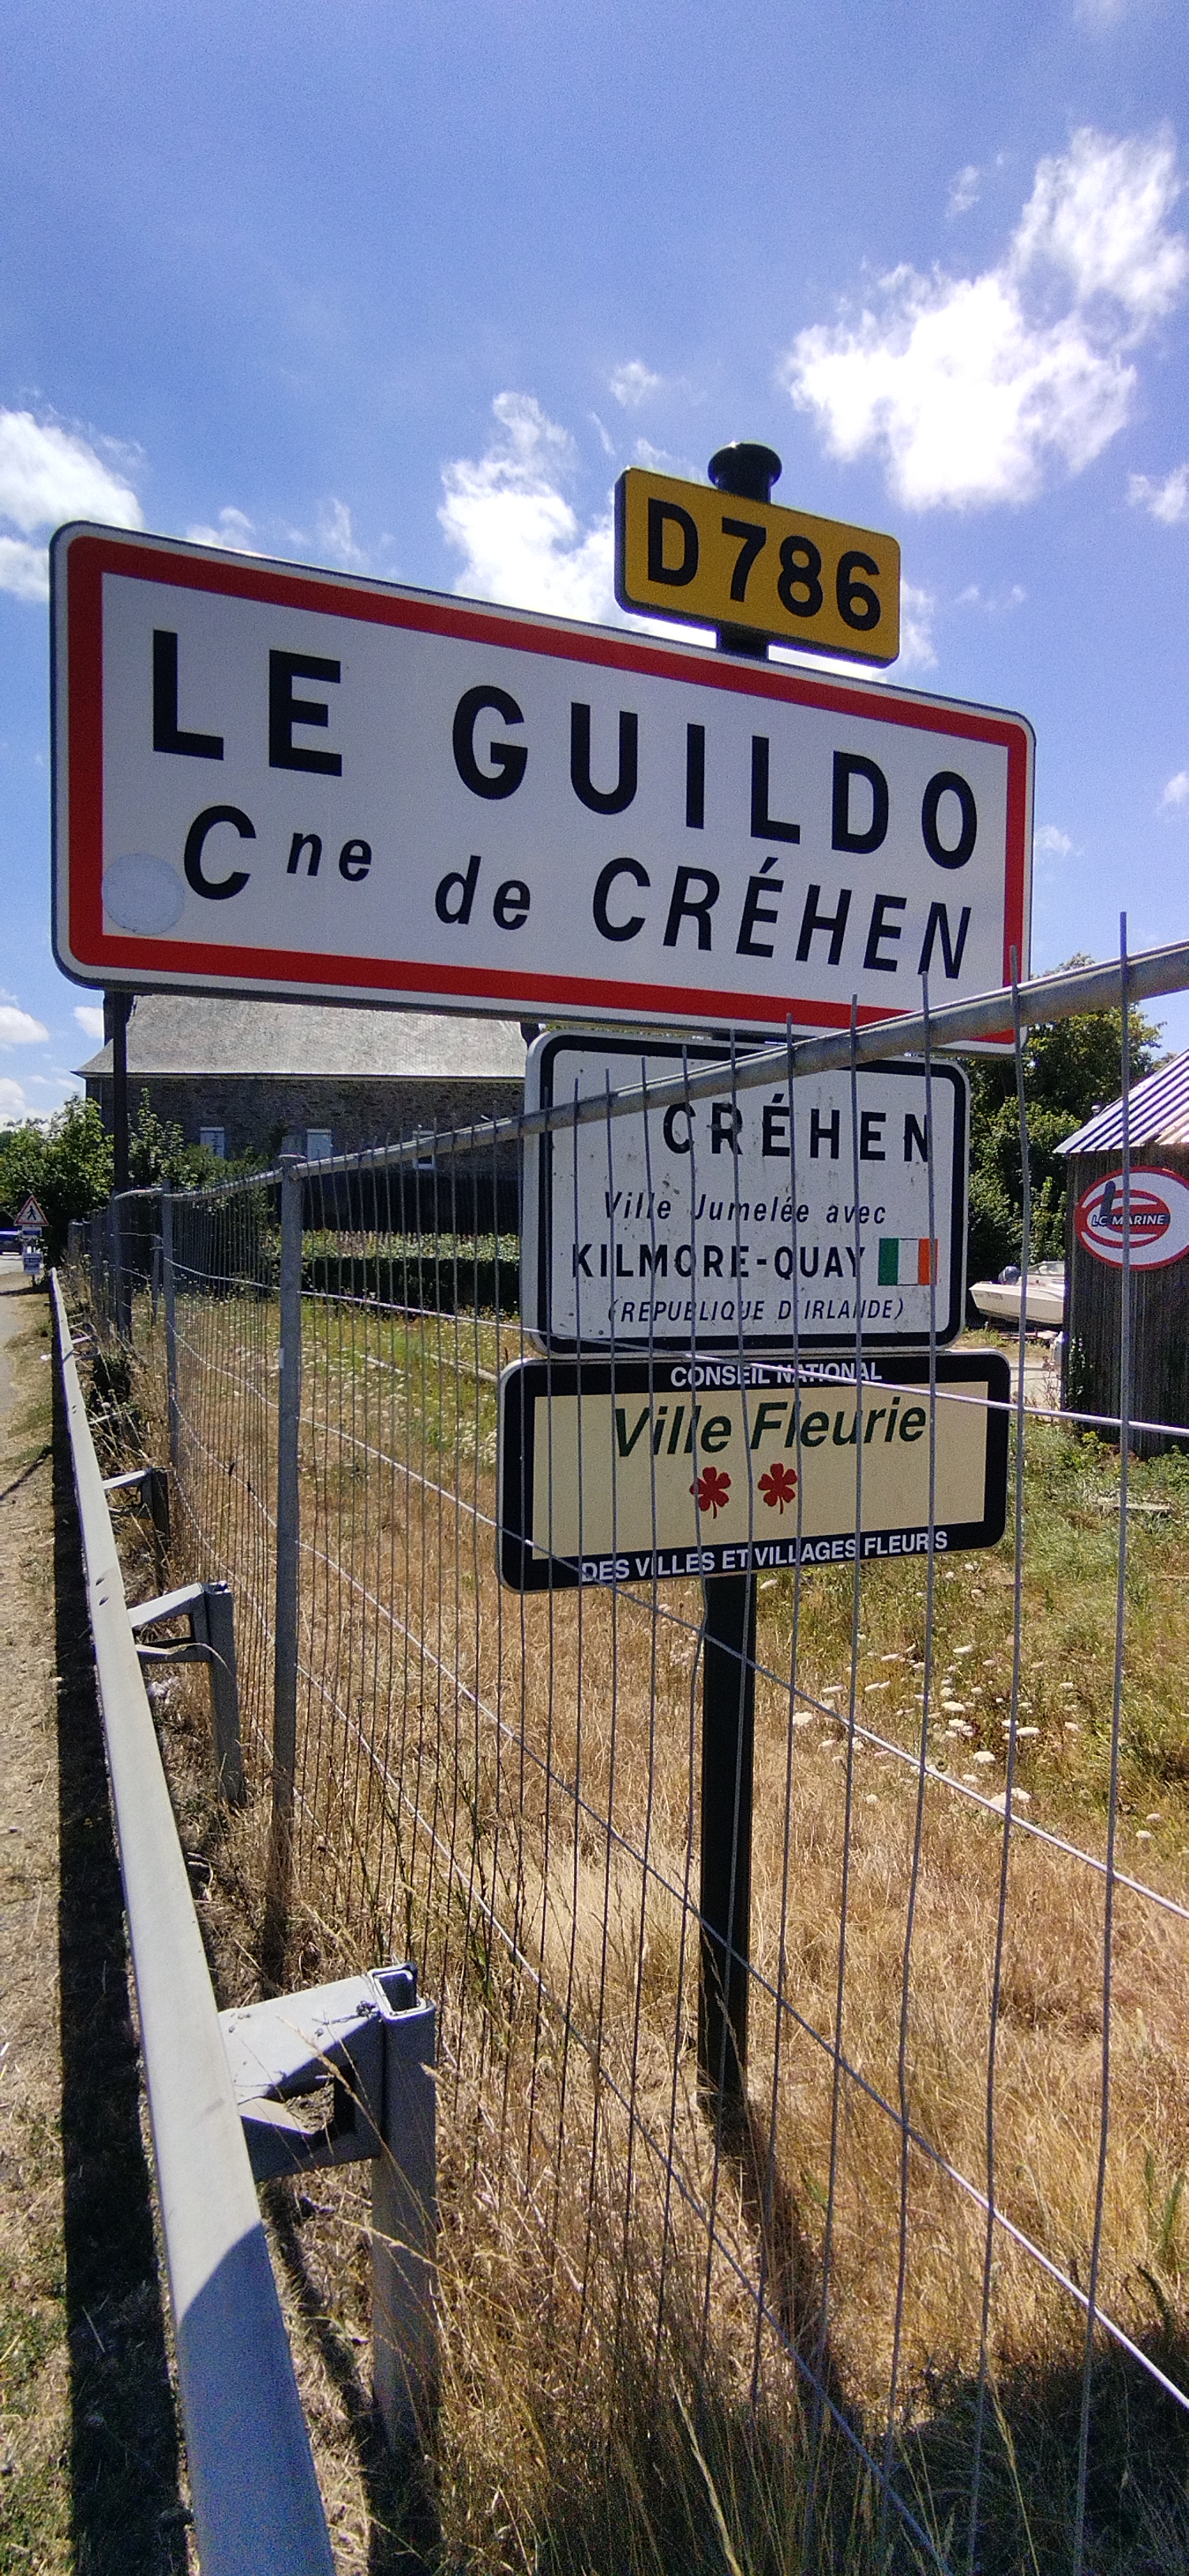 D786
LE GUILDO
Cne de CRÉHEN
CRÉHEN
Ville Jumelée avec
KILMORE-QUAY
(REPUBLIQUE D'IRLANDE)
CONSEIL NATIONAL
Ville Fleurie
DES VILLES ET VILLAGES FLEURIS
LC MARINE